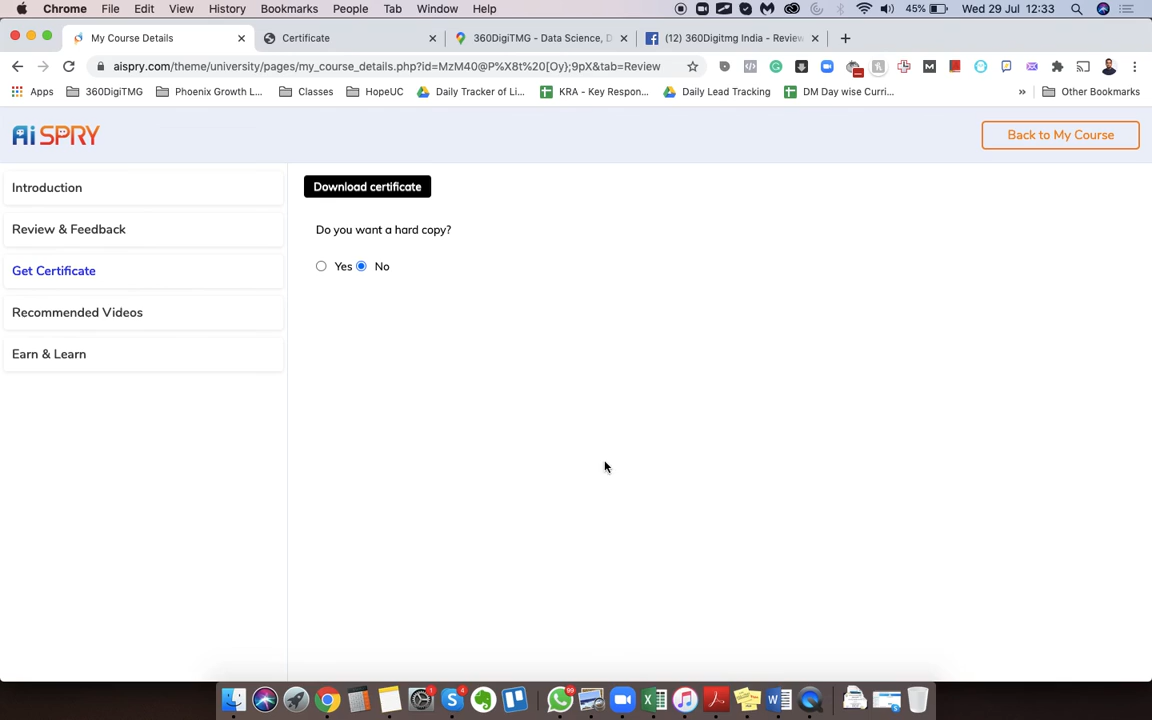 Chrome File Edit View History Bookmarks People Tab Window Help 45% Wed 29 Jul 12:33
My Course Details Certificate 360DigiTMG - Data Science, D (12) 360Digitmg India - Review
aispry.com/theme/university/pages/my_course_details.php?id=MzM40@P%X8t%20[Oy};9pX&tab=Review
Apps 360DigiTMG Phoenix Growth L... Classes HopeUC Daily Tracker of Li... KRA - Key Respon... Daily Lead Tracking DM Day wise Curri... » Other Bookmarks
AiSPRY Back to My Course
Introduction
Download certificate
Review & Feedback
Do you want a hard copy?
Get Certificate
Yes No
Recommended Videos
Earn & Learn